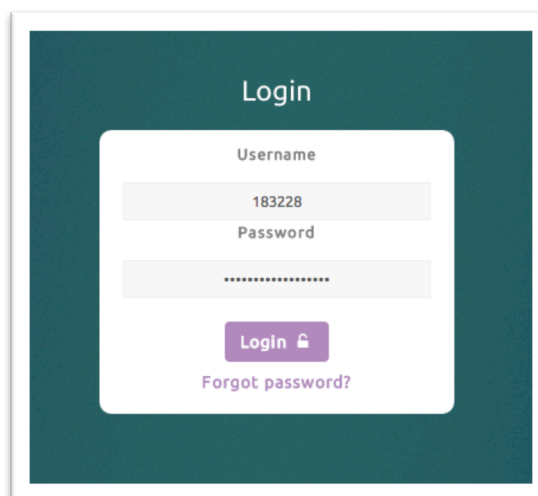 Login
Username
183228
Password
••••••••••••••••••
Login
Forgot password?